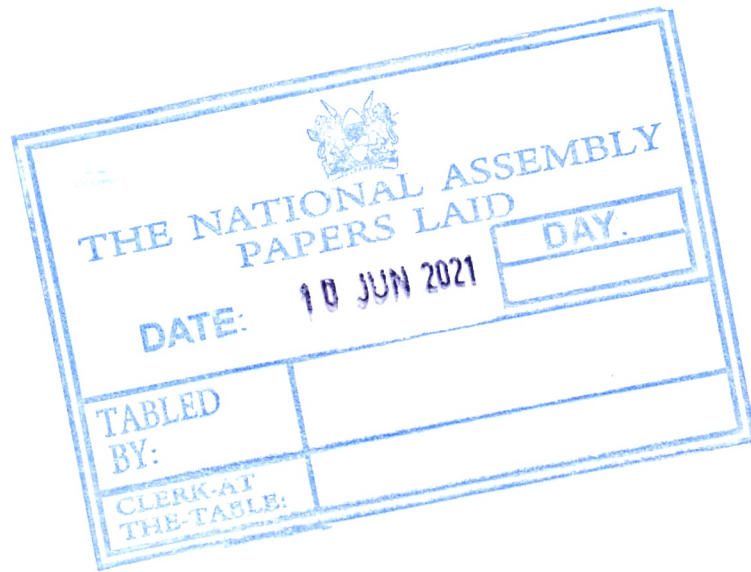 THE NATIONAL ASSEMBLY
PAPERS LAID
DATE: 10 JUN 2021
DAY.
TABLED
BY:
CLERK-AT
THE-TABLE: